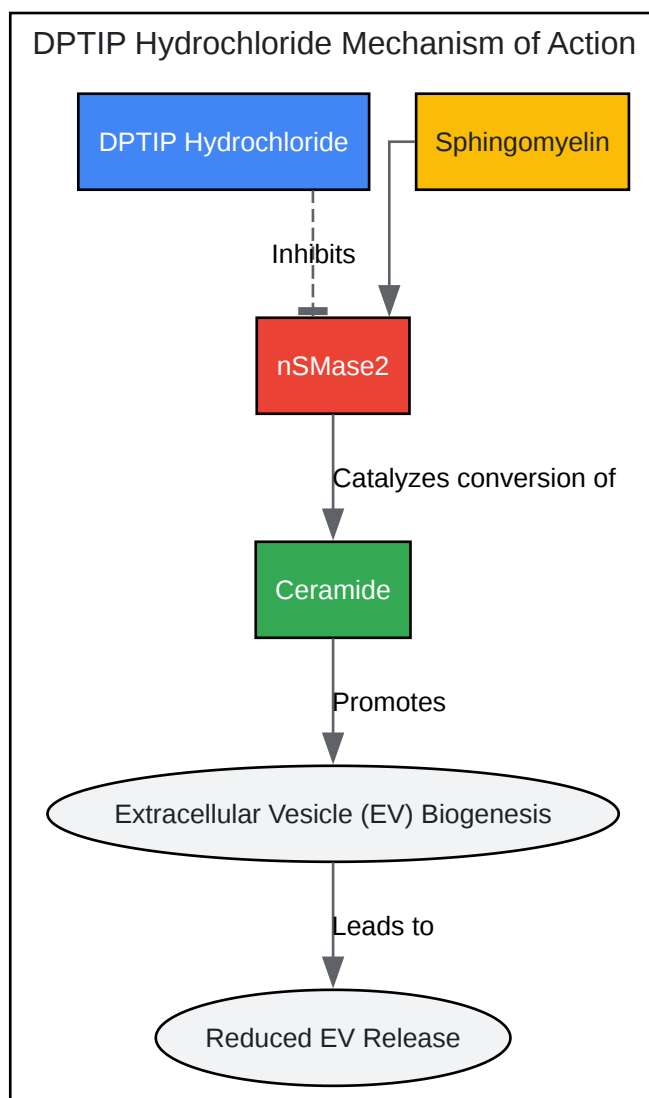 DPTIP Hydrochloride Mechanism of Action
DPTIP Hydrochloride
Sphingomyelin
Inhibits
nSMase2
Catalyzes conversion of
Ceramide
Promotes
Extracellular Vesicle (EV) Biogenesis
Leads to
Reduced EV Release